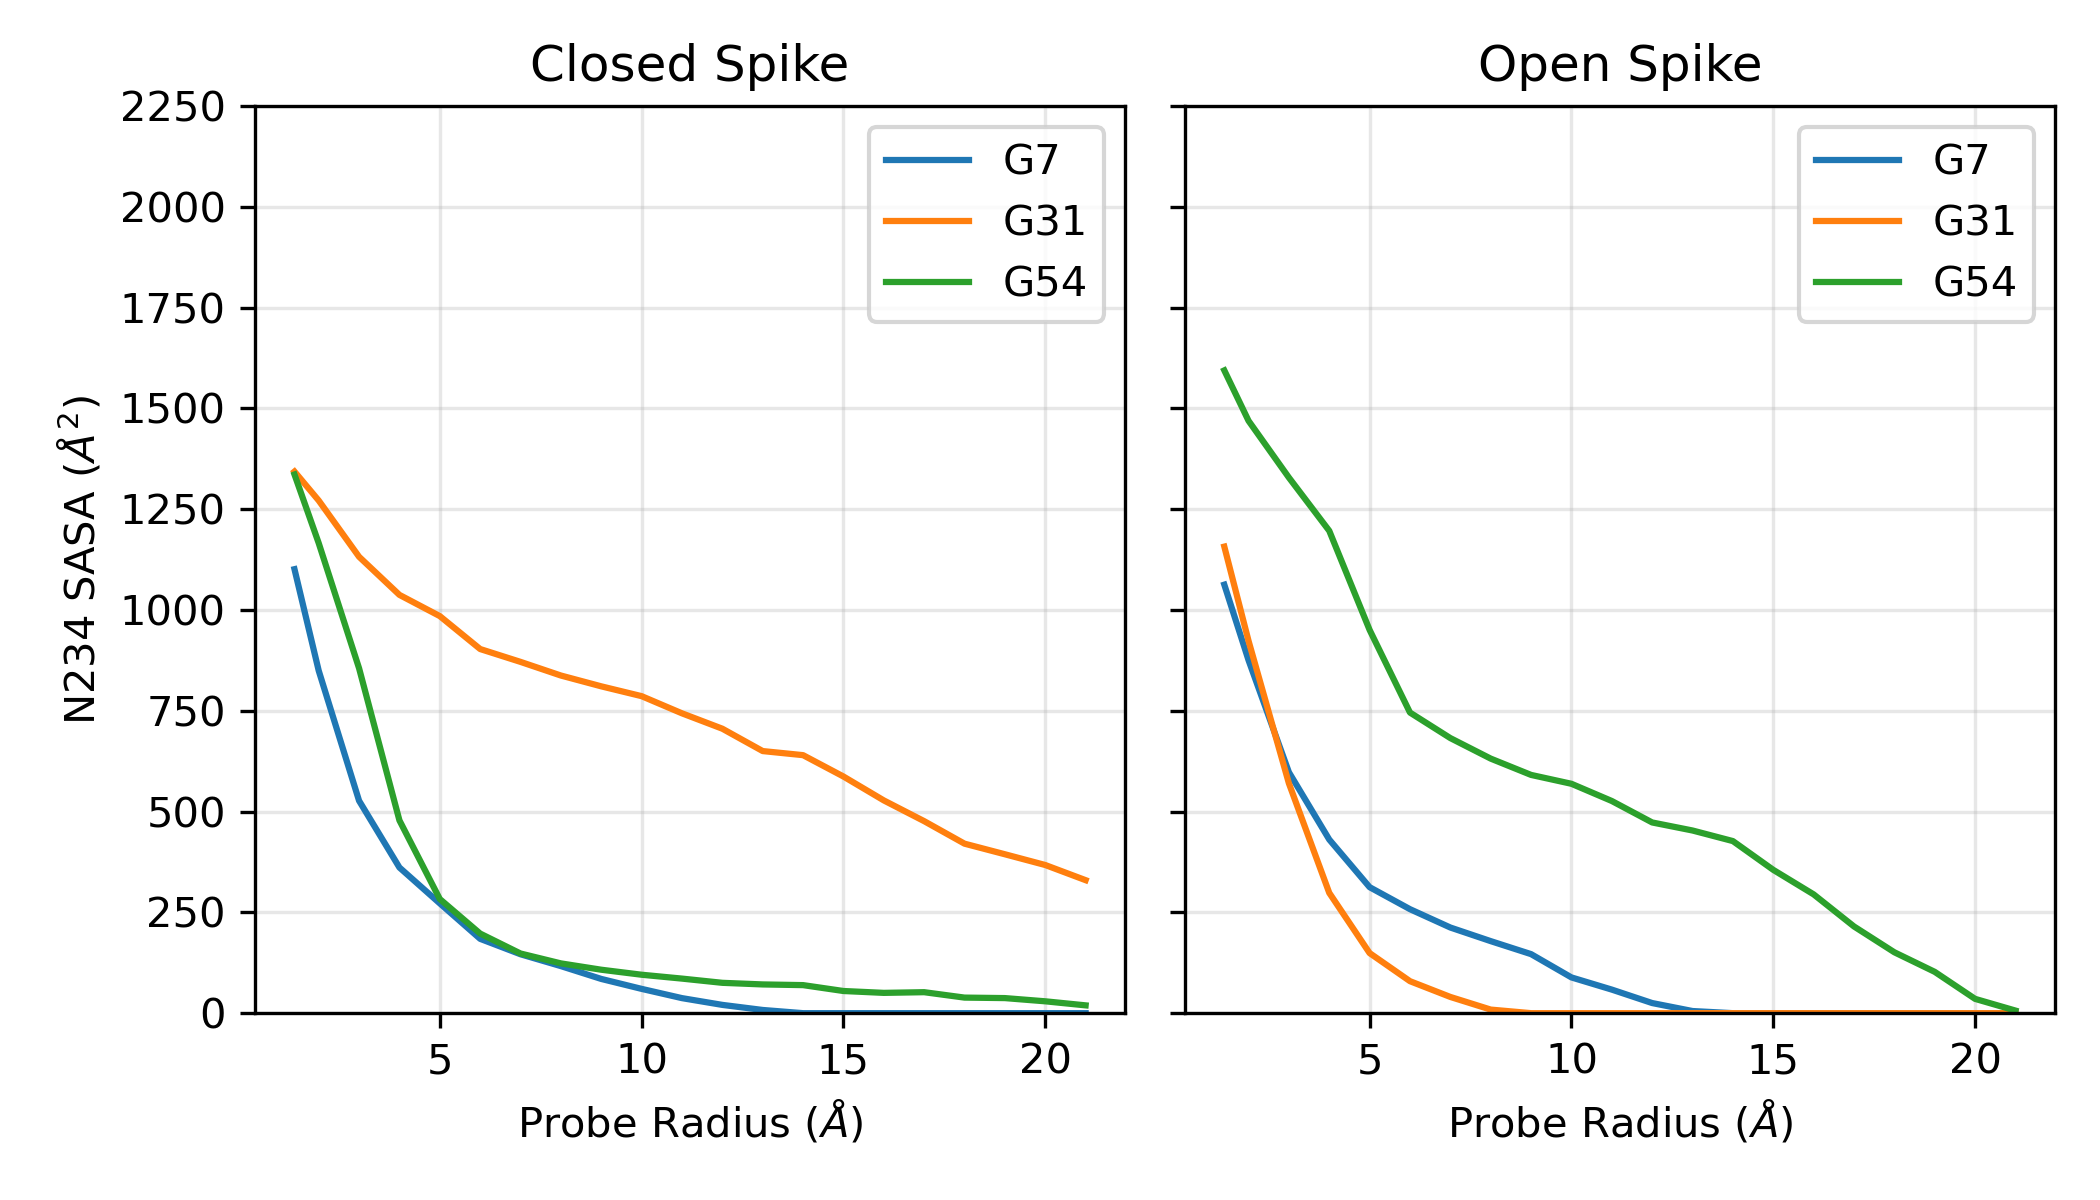 Closed Spike
Open Spike
N234 SASA (Å²)
2250
2000
1750
1500
1250
1000
750
500
250
0
G7
G31
G54
G7
G31
G54
5 10 15 20
5 10 15 20
Probe Radius (Å)
Probe Radius (Å)